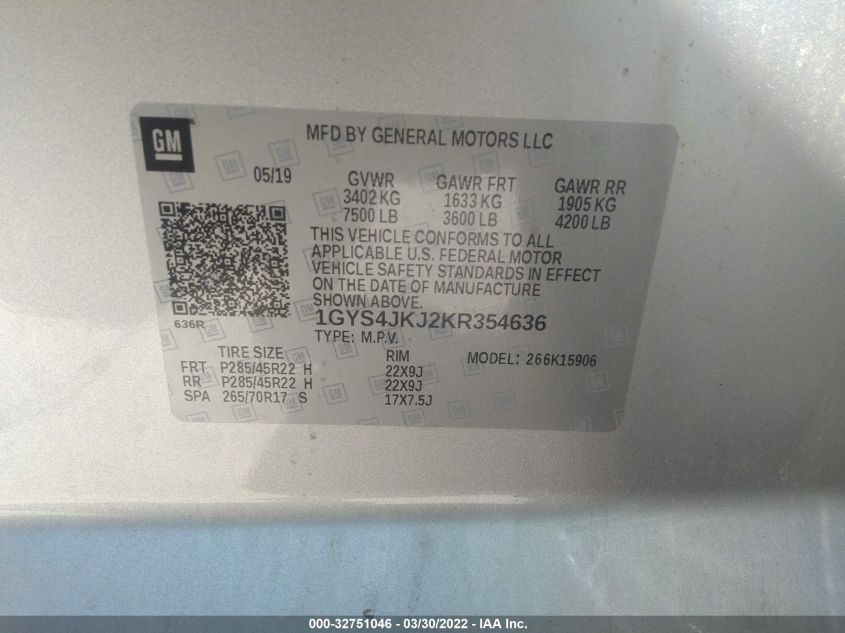 GM
MFD BY GENERAL MOTORS LLC
05/19
GVWR GAWR FRT GAWR RR
3402 KG 1633 KG 1905 KG
7500 LB 3600 LB 4200 LB
THIS VEHICLE CONFORMS TO ALL
APPLICABLE U.S. FEDERAL MOTOR
VEHICLE SAFETY STANDARDS IN EFFECT
ON THE DATE OF MANUFACTURE
SHOWN ABOVE.
636R
1GYS4JKJ2KR354636
TYPE: M.P.V.
TIRE SIZE RIM MODEL: 266K15906
FRT P285/45R22 H 22X9J
RR P285/45R22 H 22X9J
SPA 265/70R17 S 17X7.5J
000-32751046 - 03/30/2022 - IAA Inc.